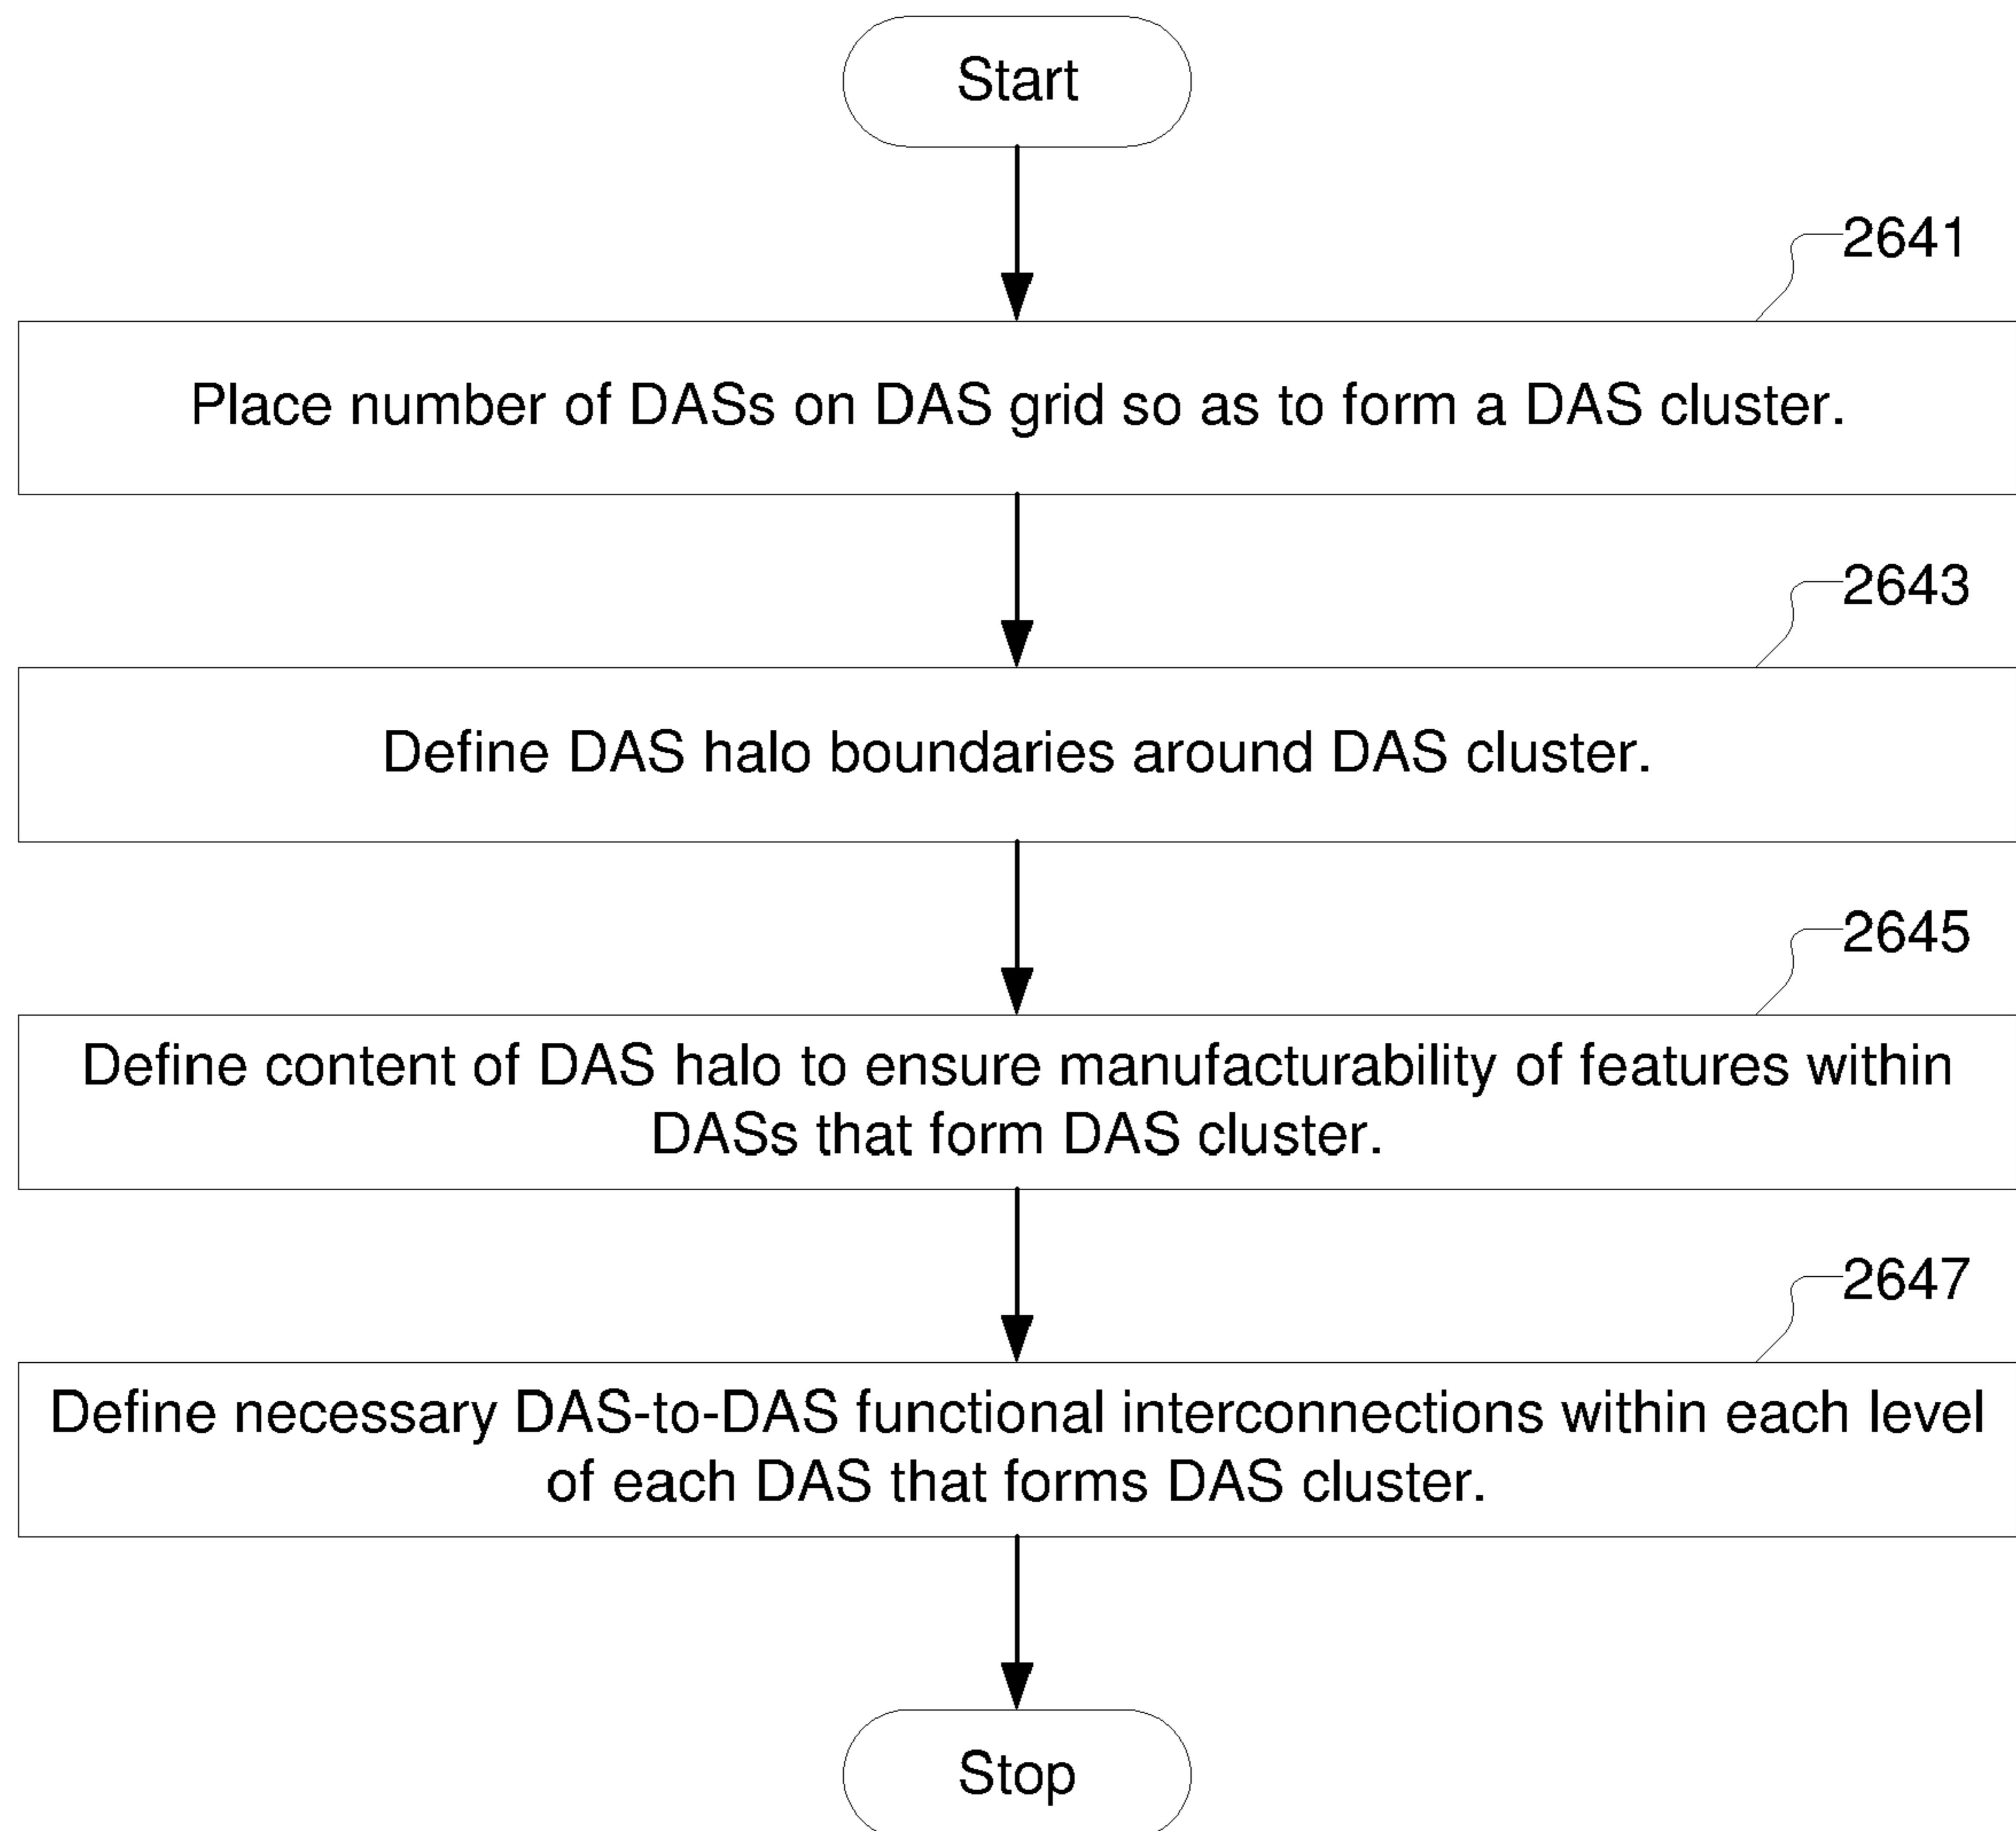 Start
2641
Place number of DASs on DAS grid so as to form a DAS cluster.
2643
Define DAS halo boundaries around DAS cluster.
2645
Define content of DAS halo to ensure manufacturability of features within
DASs that form DAS cluster.
2647
Define necessary DAS-to-DAS functional interconnections within each level
of each DAS that forms DAS cluster.
Stop